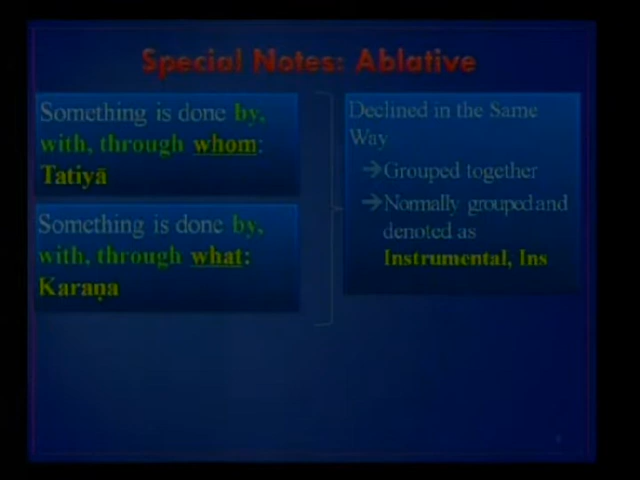 Special Notes: Ablative
Something is done by,
with, through whom:
Tatiyā
Something is done by,
with, through what:
Karaṇa
Declined in the Same
Way
→Grouped together
→Normally grouped and
denoted as
Instrumental, Ins